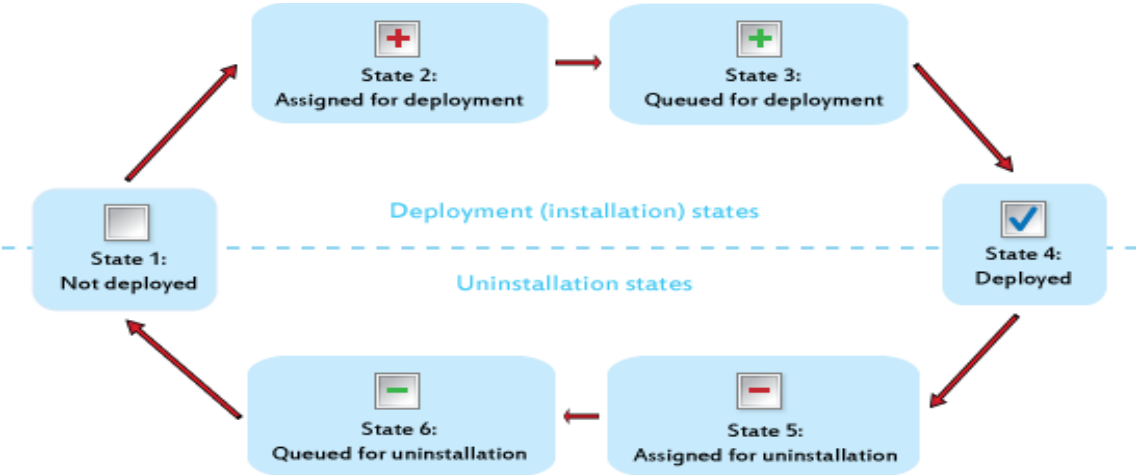 State 2:
Assigned for deployment
State 3:
Queued for deployment
Deployment (installation) states
State 1:
Not deployed
State 4:
Deployed
Uninstallation states
State 6:
Queued for uninstallation
State 5:
Assigned for uninstallation